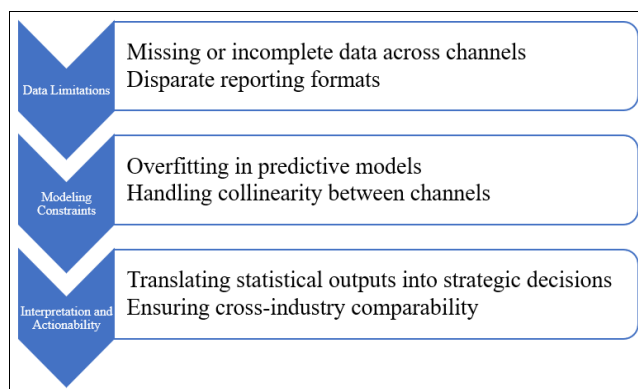 Missing or incomplete data across channels
Disparate reporting formats
Data Limitations
Overfitting in predictive models
Handling collinearity between channels
Modeling
Constraints
Translating statistical outputs into strategic decisions
Ensuring cross-industry comparability
Interpretation and
Actionability